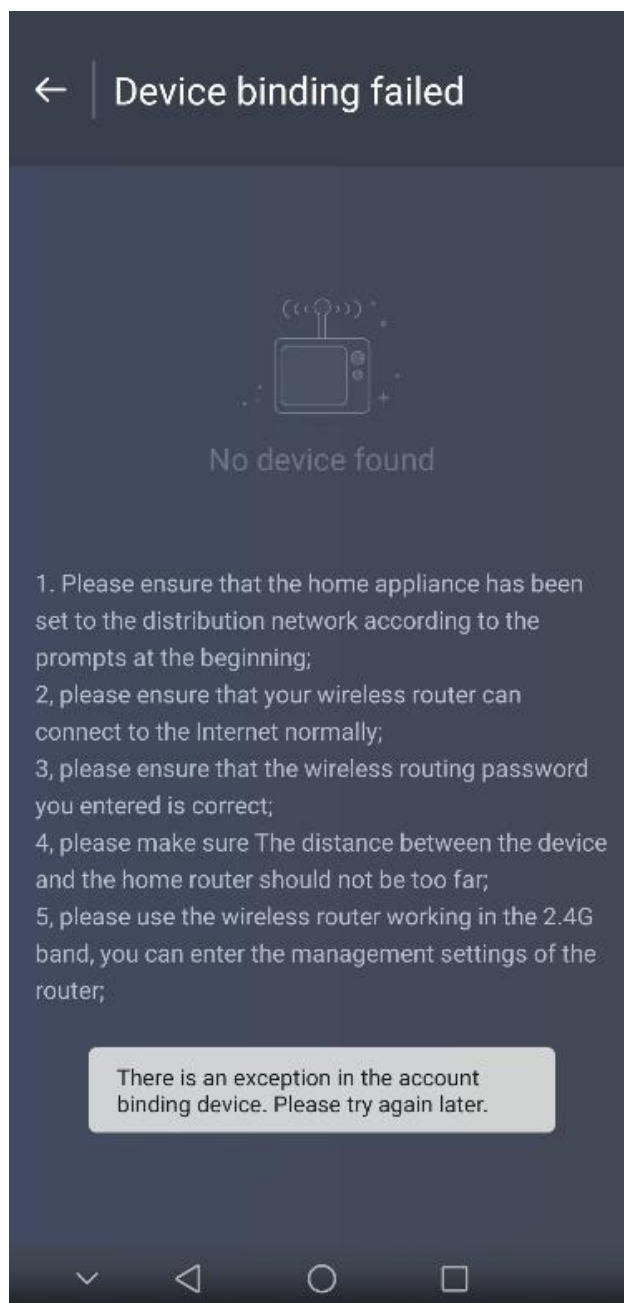 Device binding failed
No device found
1. Please ensure that the home appliance has been
set to the distribution network according to the
prompts at the beginning;
2, please ensure that your wireless router can
connect to the Internet normally;
3, please ensure that the wireless routing password
you entered is correct;
4, please make sure The distance between the device
and the home router should not be too far;
5, please use the wireless router working in the 2.4G
band, you can enter the management settings of the
router;
There is an exception in the account
binding device. Please try again later.